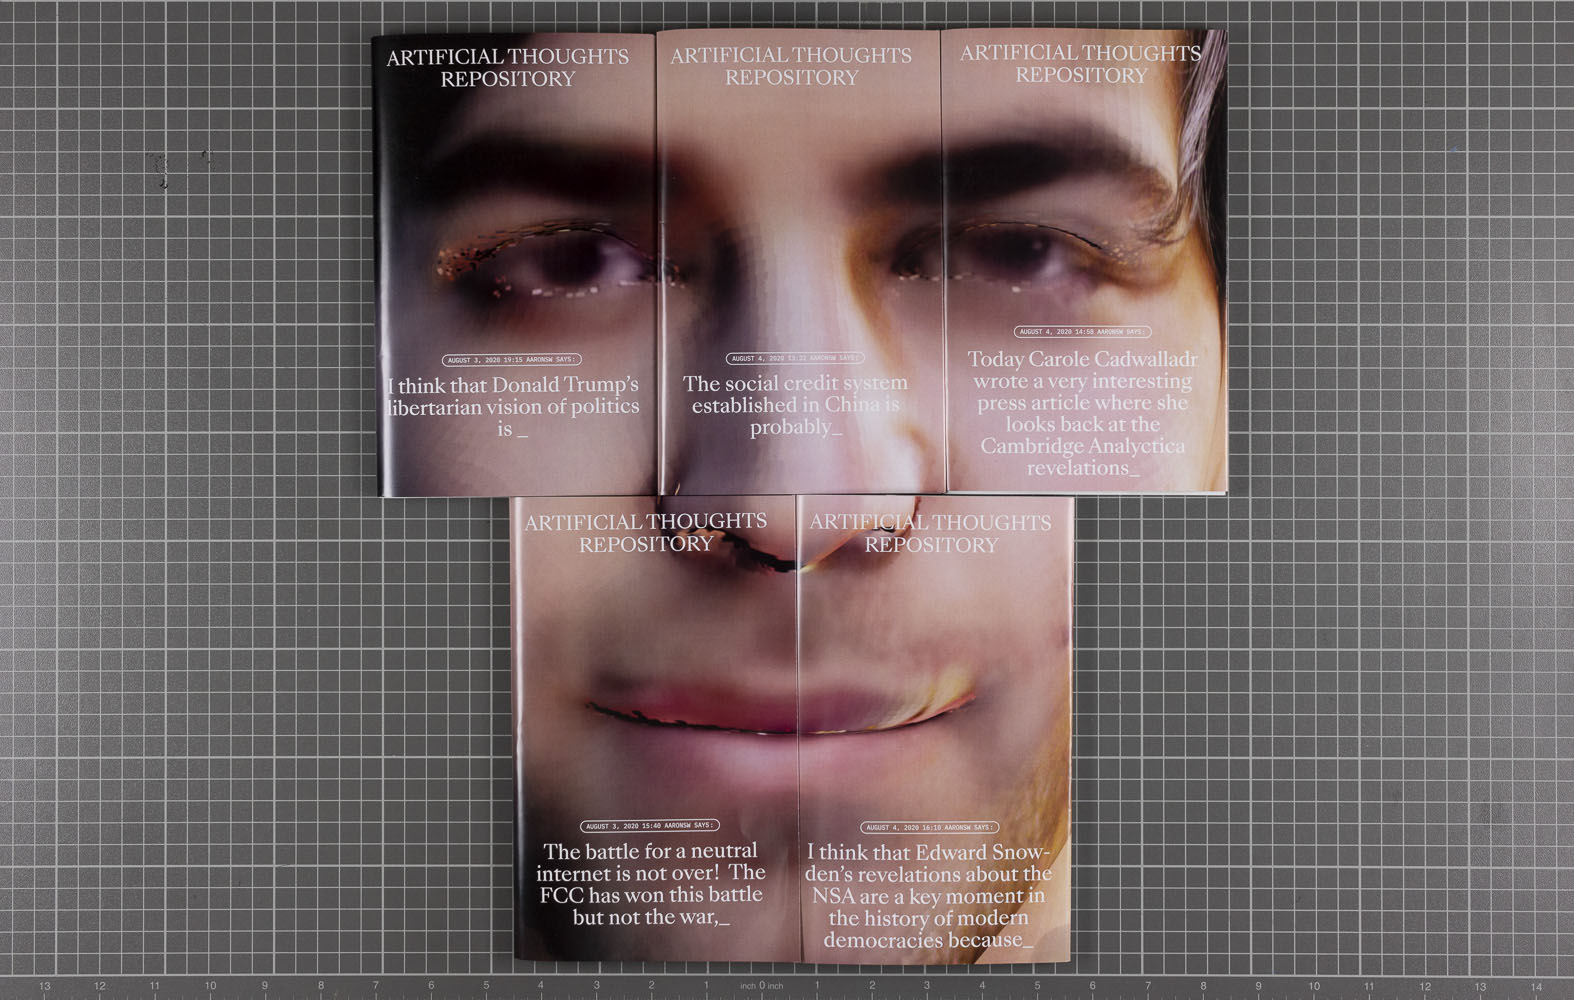 ARTIFICIAL THOUGHTS
REPOSITORY
AUGUST 3, 2020 19:15 AARONSW SAYS:
I think that Donald Trump's
libertarian vision of politics
is _
ARTIFICIAL THOUGHTS
REPOSITORY
AUGUST 4, 2020 13:32 AARONSW SAYS:
The social credit system
established in China is
probably_
ARTIFICIAL THOUGHTS
REPOSITORY
AUGUST 4, 2020 14:58 AARONSW SAYS:
Today Carole Cadwalladr
wrote a very interesting
press article where she
looks back at the
Cambridge Analyctica
revelations_
ARTIFICIAL THOUGHTS
REPOSITORY
AUGUST 3, 2020 15:40 AARONSW SAYS:
The battle for a neutral
internet is not over! The
FCC has won this battle
but not the war,_
ARTIFICIAL THOUGHTS
REPOSITORY
AUGUST 4, 2020 16:10 AARONSW SAYS:
I think that Edward Snow-
den's revelations about the
NSA are a key moment in
the history of modern
democracies because_
13 12 11 10 9 8 7 6 5 4 3 2 1 inch 0 inch 1 2 3 4 5 6 7 8 9 10 11 12 13 14